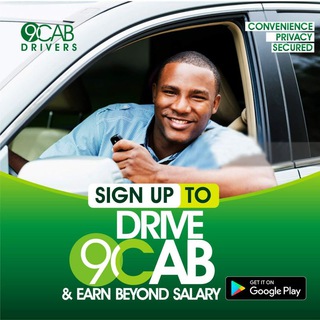 9CAB
DRIVERS
CONVENIENCE
PRIVACY
SECURED
SIGN UP TO
DRIVE
9CAB
& EARN BEYOND SALARY
GET IT ON
Google Play